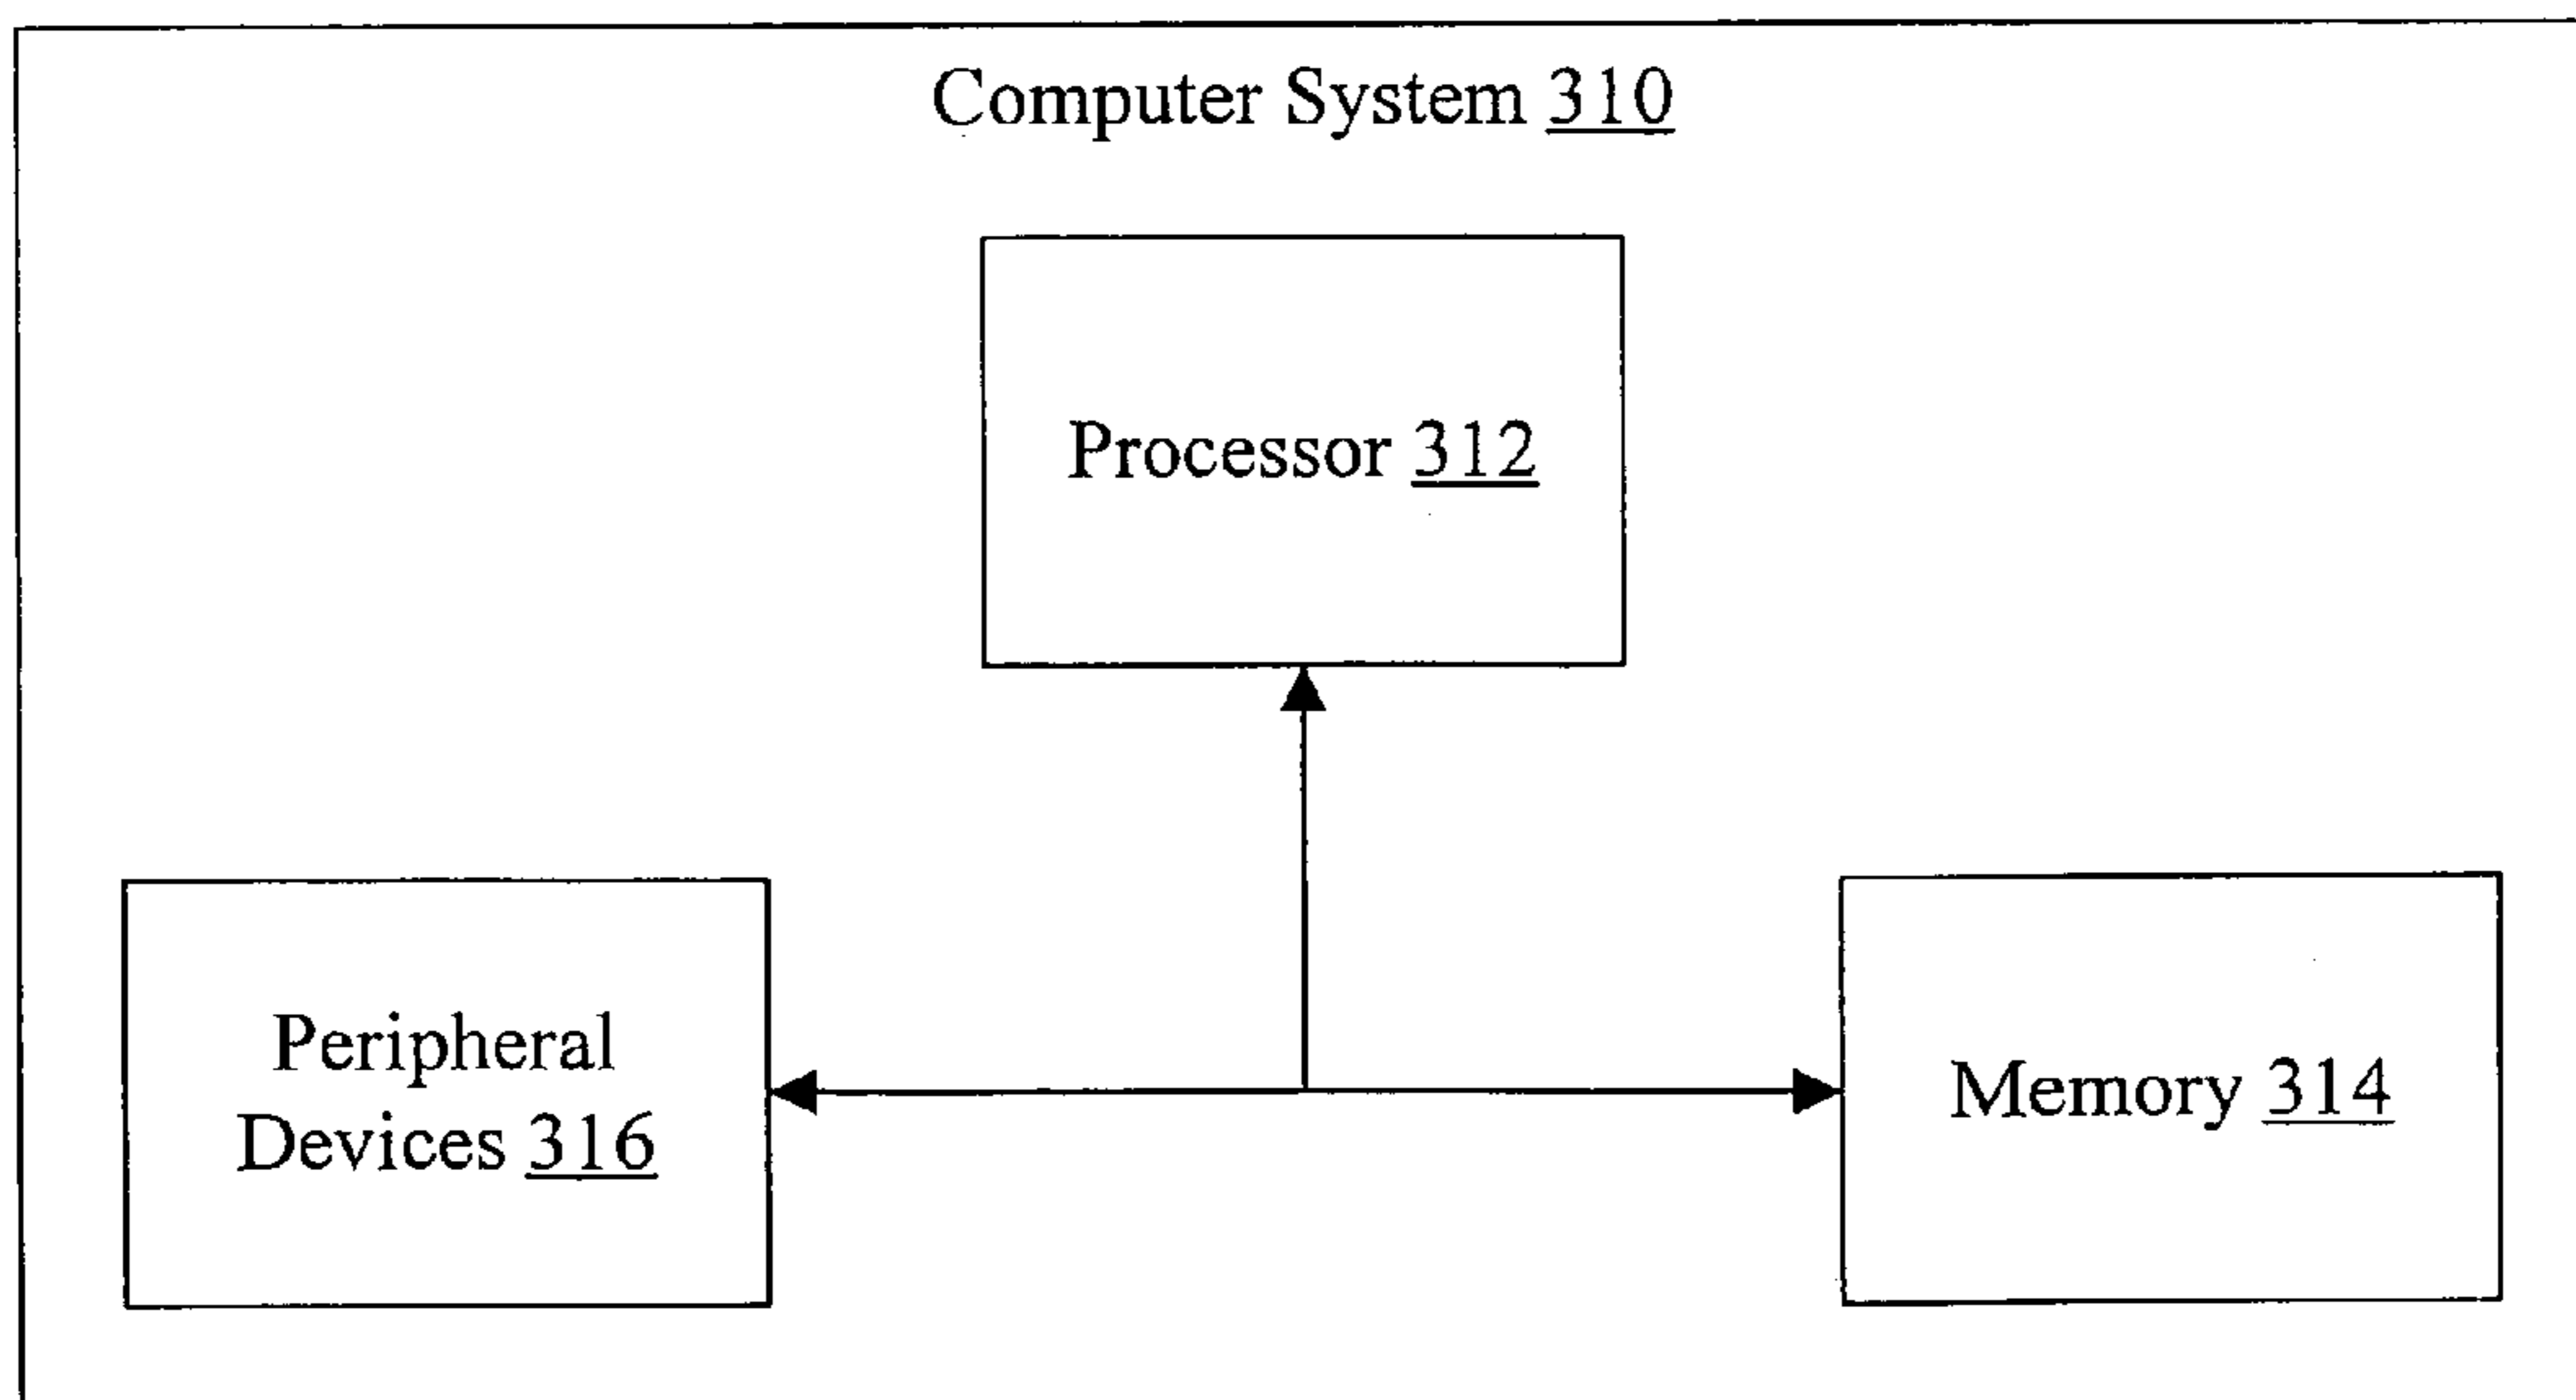 Computer System 310
Processor 312
Peripheral
Devices 316
Memory 314